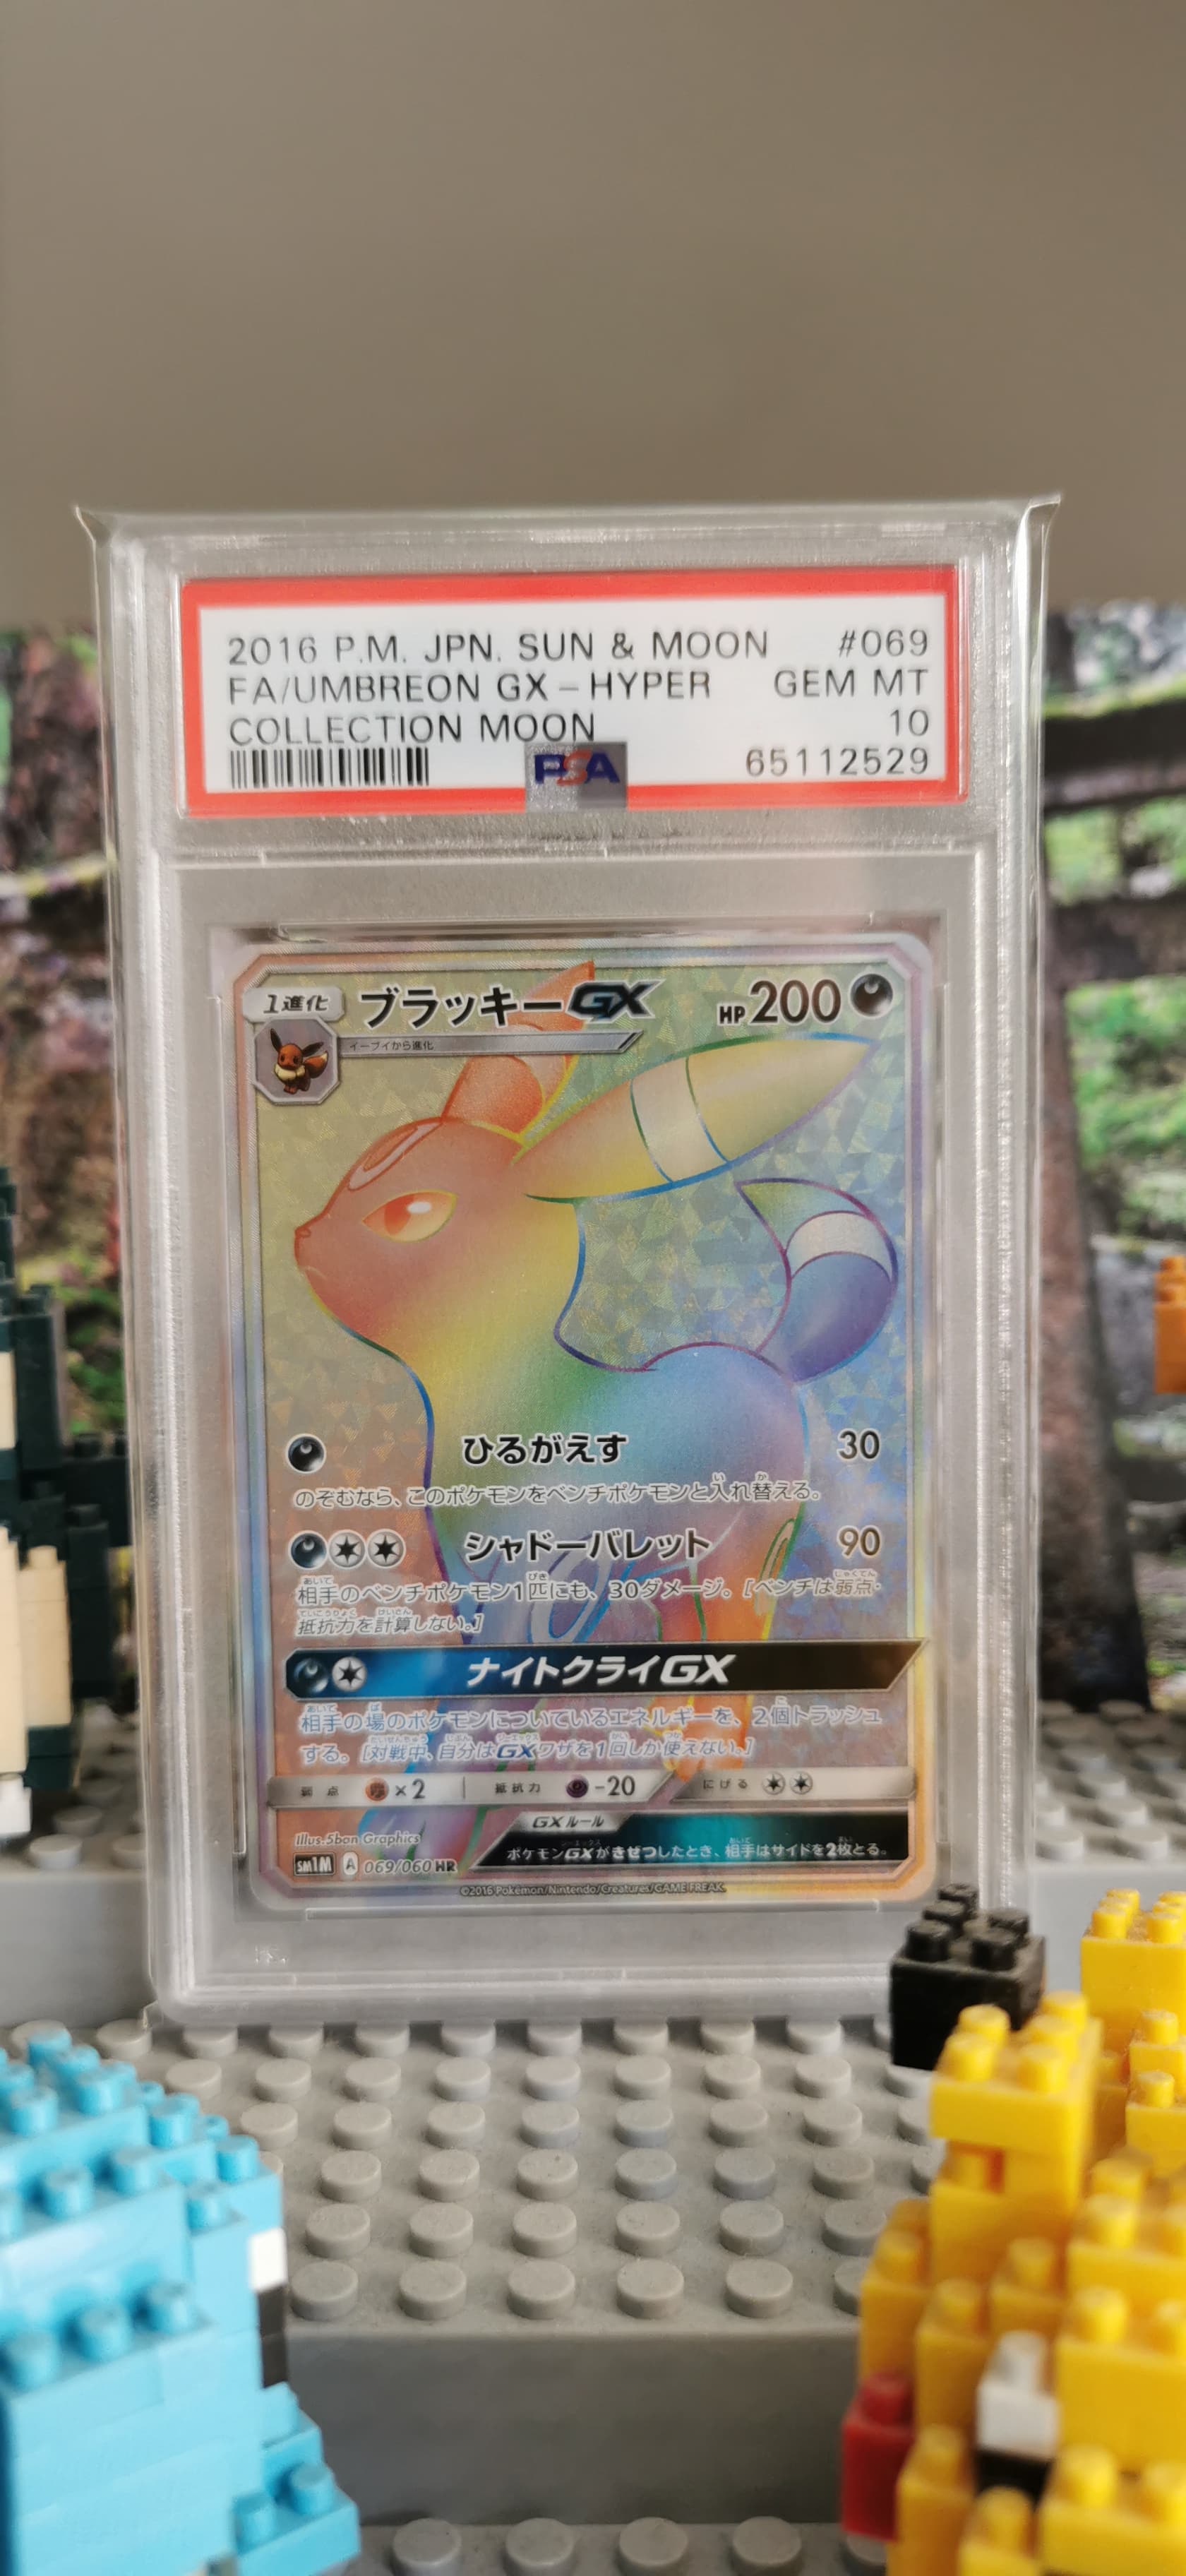 2016 P.M. JPN. SUN & MOON #069
FA/UMBREON GX - HYPER GEM MT
COLLECTION MOON 10
PSA 65112529
1進化 ブラッキーGX HP200
イーブイから進化
ひるがえす 30
のぞむなら、このポケモンをベンチポケモンと入れ替える。
シャドーバレット 90
相手のベンチポケモン1匹にも、30ダメージ。[ベンチは弱点・
抵抗力を計算しない。]
ナイトクライGX
相手の場のポケモンについているエネルギーを、2個トラッシュ
する。[対戦中、自分はGXワザを1回しか使えない。]
弱点 ×2 抵抗力 -20 にげる
GXルール
ポケモンGXがきぜつしたとき、相手はサイドを2枚とる。
Illus. 5ban Graphics
SM1M A 069/060 HR
©2016 Pokémon/Nintendo/Creatures/GAME FREAK.